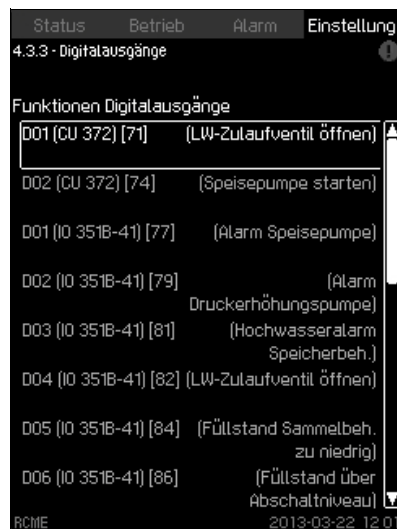 Status Betrieb Alarm Einstellung
4.3.3 - Digitalausgänge
Funktionen Digitalausgänge
DO1 (CU 372) [71] (LW-Zulaufventil öffnen)
DO2 (CU 372) [74] (Speisepumpe starten)
DO1 (IO 351B-41) [77] (Alarm Speisepumpe)
DO2 (IO 351B-41) [79] (Alarm
Druckerhöhungspumpe)
DO3 (IO 351B-41) [81] (Hochwasseralarm
Speicherbeh.)
DO4 (IO 351B-41) [82] (LW-Zulaufventil öffnen)
DO5 (IO 351B-41) [84] (Füllstand Sammelbeh.
zu niedrig)
DO6 (IO 351B-41) [86] (Füllstand über
Abschaltniveau)
RCME 2013-03-22 12:0